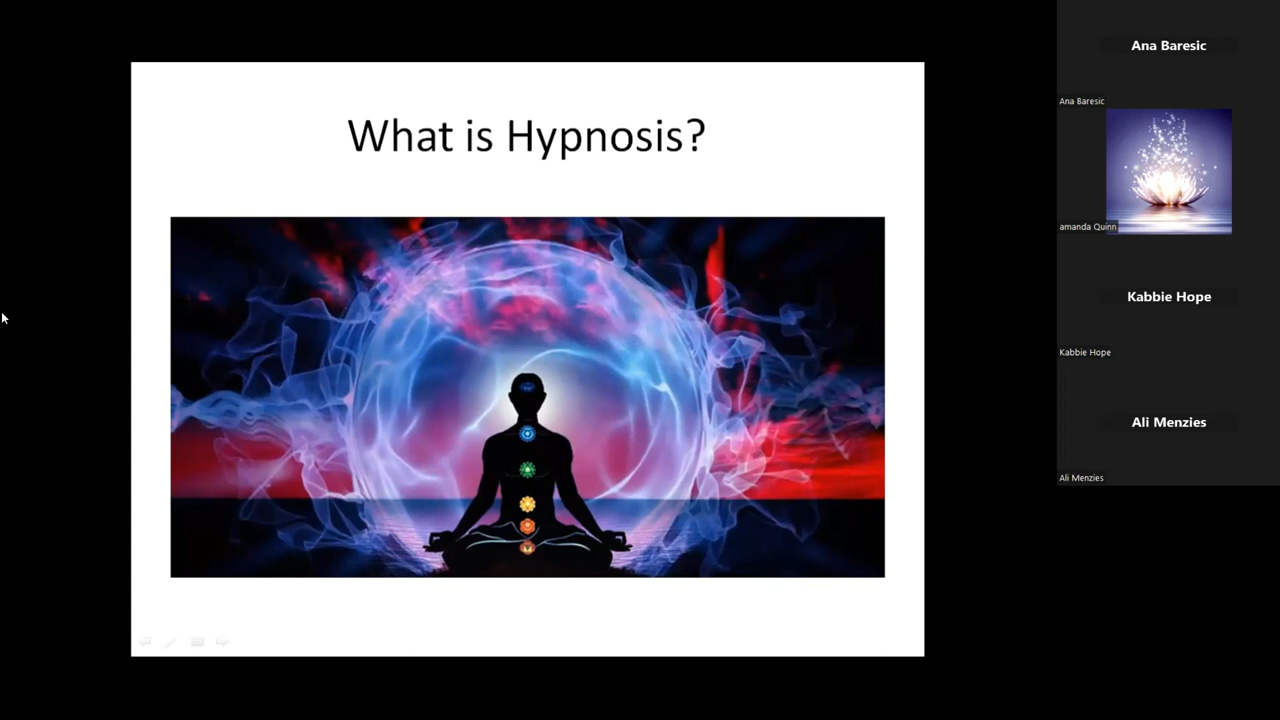 What is Hypnosis?
Ana Baresic
Ana Baresic
amanda Quinn
Kabbie Hope
Kabbie Hope
Ali Menzies
Ali Menzies